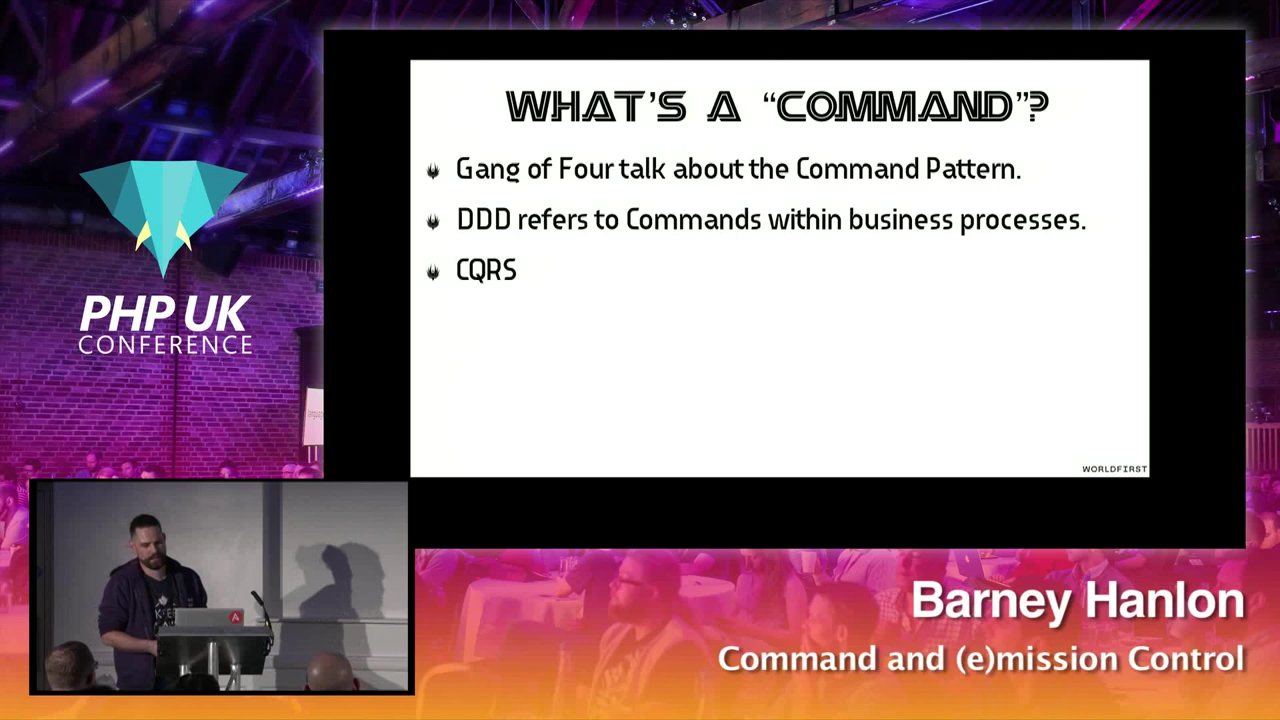 WHAT'S A “COMMAND”?
Gang of Four talk about the Command Pattern.
DDD refers to Commands within business processes.
CQRS
WORLDFIRST
PHP UK
CONFERENCE
Barney Hanlon
Command and (e)mission Control